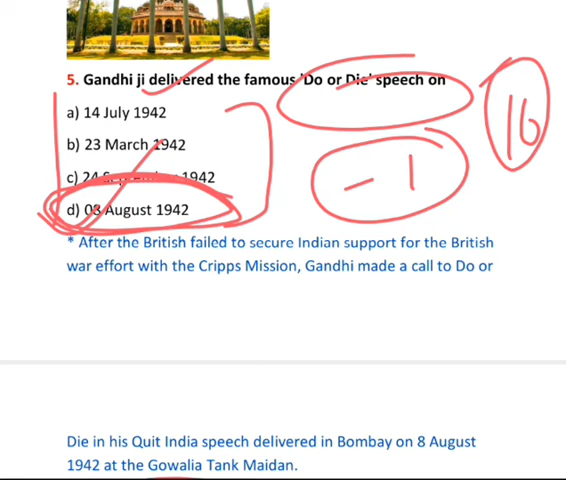 5. Gandhi ji delivered the famous 'Do or Die' speech on
a) 14 July 1942
b) 23 March 1942
c) 24 1942
d) 08 August 1942
16
- 1
* After the British failed to secure Indian support for the British
war effort with the Cripps Mission, Gandhi made a call to Do or
Die in his Quit India speech delivered in Bombay on 8 August
1942 at the Gowalia Tank Maidan.